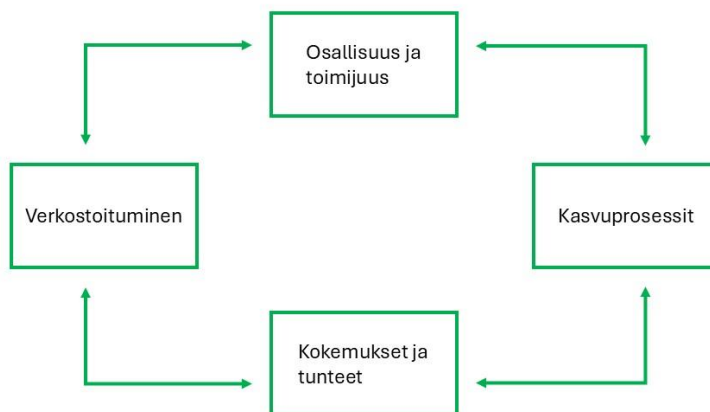 Osallisuus ja
toimijuus
Verkostoituminen
Kasvuprosessit
Kokemukset ja
tunteet